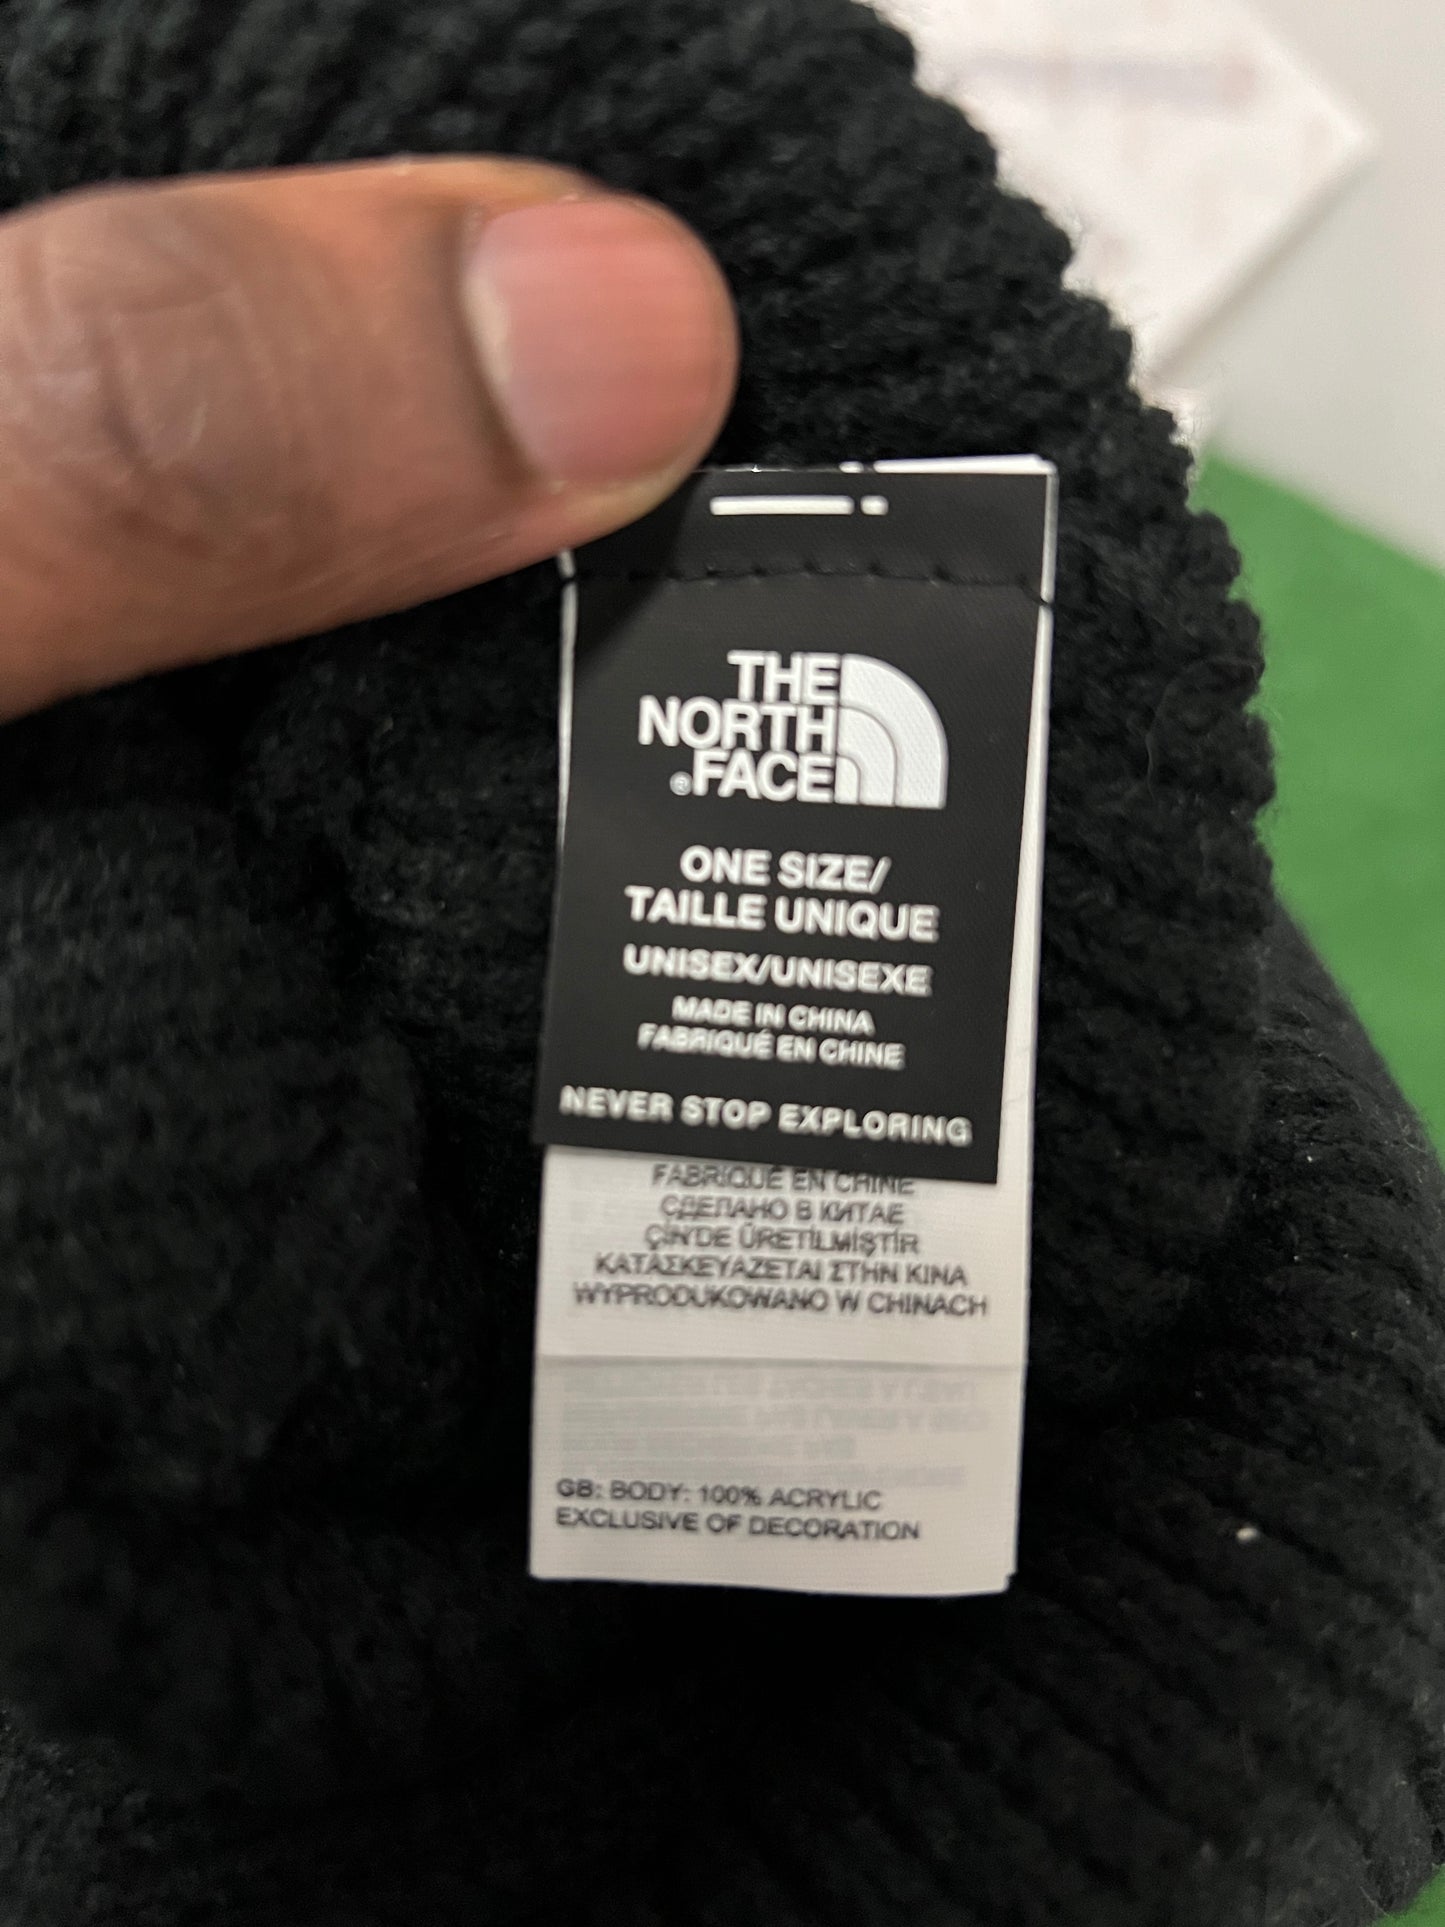 THE
NORTH
FACE
®
ONE SIZE/
TAILLE UNIQUE
UNISEX/UNISEXE
MADE IN CHINA
FABRIQUÉ EN CHINE
NEVER STOP EXPLORING
FABRIQUÉ EN CHINE
СДЕЛАНО В КИТАЕ
ÇİN'DE ÜRETİLMİŞTİR
ΚΑΤΑΣΚΕΥΑΖΕΤΑΙ ΣΤΗΝ ΚΙΝΑ
WYPRODUKOWANO W CHINACH
GB: BODY: 100% ACRYLIC
EXCLUSIVE OF DECORATION